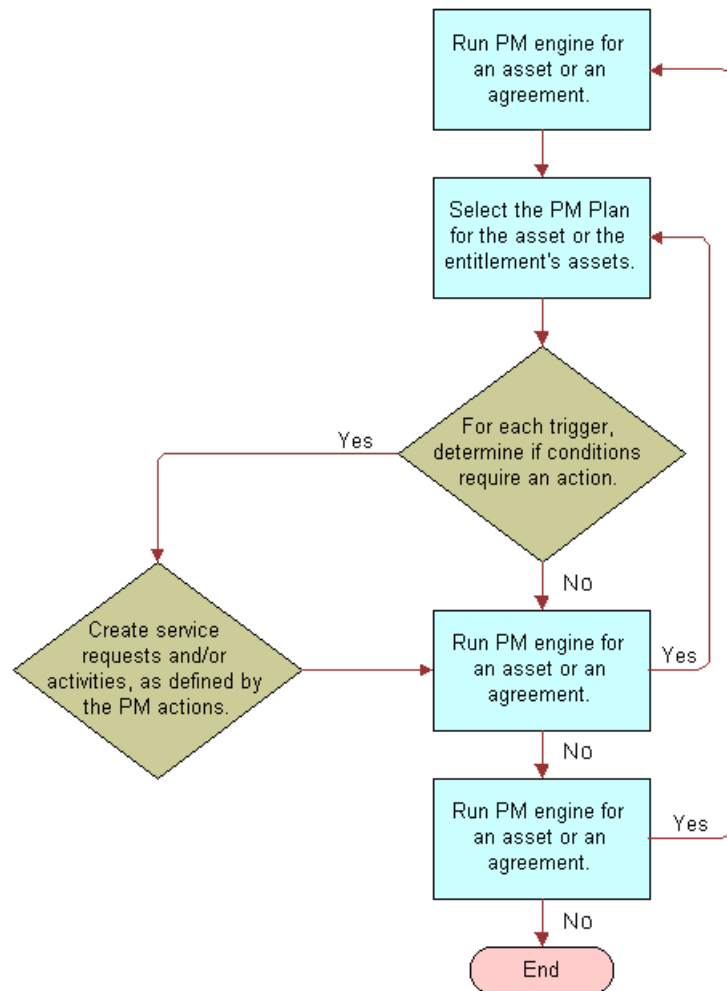 Run PM engine for
an asset or an
agreement.
Select the PM Plan
for the asset or the
entitlement's assets.
For each trigger,
determine if conditions
require an action.
Yes
No
Create service
requests and/or
activities, as defined by
the PM actions.
Run PM engine for
an asset or an
agreement.
Yes
No
Run PM engine for
an asset or an
agreement.
Yes
No
End